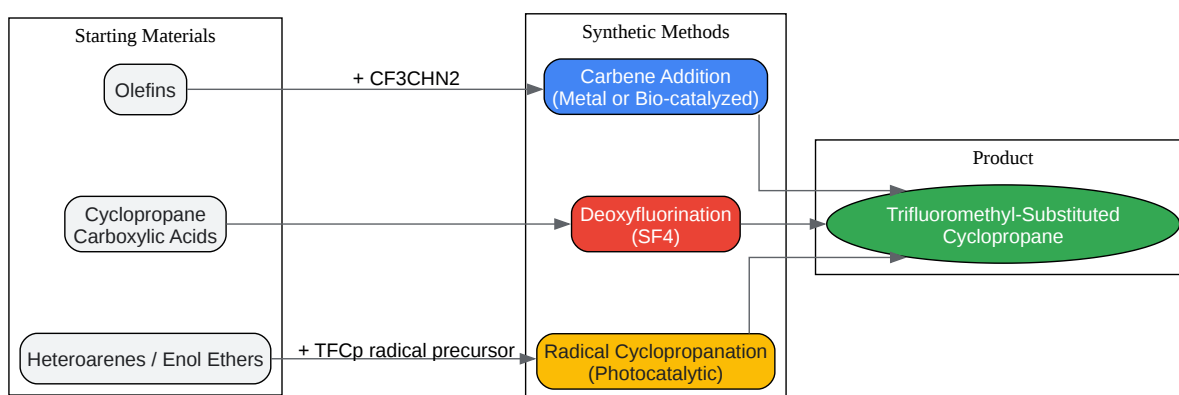 Starting Materials
Synthetic Methods
Olefins
+ CF3CHN2
Carbene Addition
(Metal or Bio-catalyzed)
Product
Cyclopropane
Carboxylic Acids
Deoxyfluorination
(SF4)
Trifluoromethyl-Substituted
Cyclopropane
Heteroarenes / Enol Ethers
+ TFCp radical precursor
Radical Cyclopropanation
(Photocatalytic)